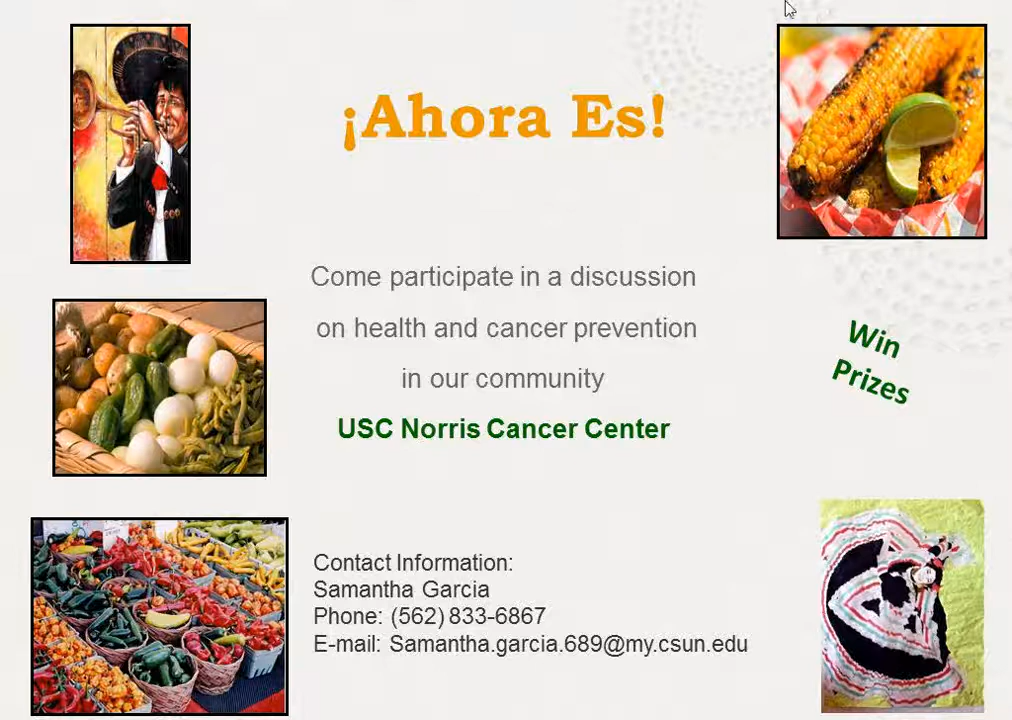 ¡Ahora Es!
Come participate in a discussion
on health and cancer prevention
in our community
USC Norris Cancer Center
Win
Prizes
Contact Information:
Samantha Garcia
Phone: (562) 833-6867
E-mail: Samantha.garcia.689@my.csun.edu